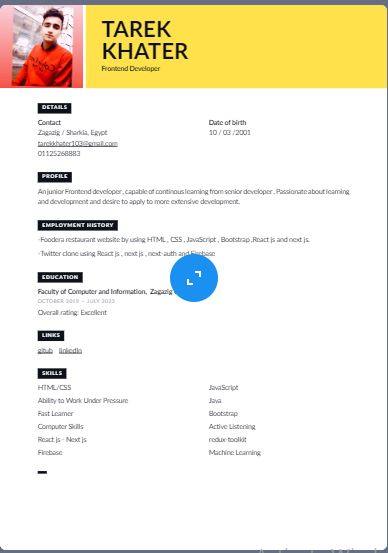 TAREK
KHATER
Frontend Developer
DETAILS
Contact
Date of birth
Zagazig / Sharkia, Egypt
10 / 03 /2001
tarekkhater103@gmail.com
01125268883
PROFILE
An junior Frontend developer , capable of continous learning from senior developer , Passionate about learning
and development and desire to apply to more extensive development.
EMPLOYMENT HISTORY
-Foodera restaurant website by using HTML , CSS , JavaScript , Bootstrap ,React js and next js.
-Twitter clone using React js , next js , next-auth and Firebase
EDUCATION
Faculty of Computer and Information, Zagazig
OCTOBER 2019 – JULY 2023
Overall rating: Excellent
LINKS
gitub linkedin
SKILLS
HTML/CSS
JavaScript
Ability to Work Under Pressure
Java
Fast Learner
Bootstrap
Computer Skills
Active Listening
React js - Next js
redux-toolkit
Firebase
Machine Learning